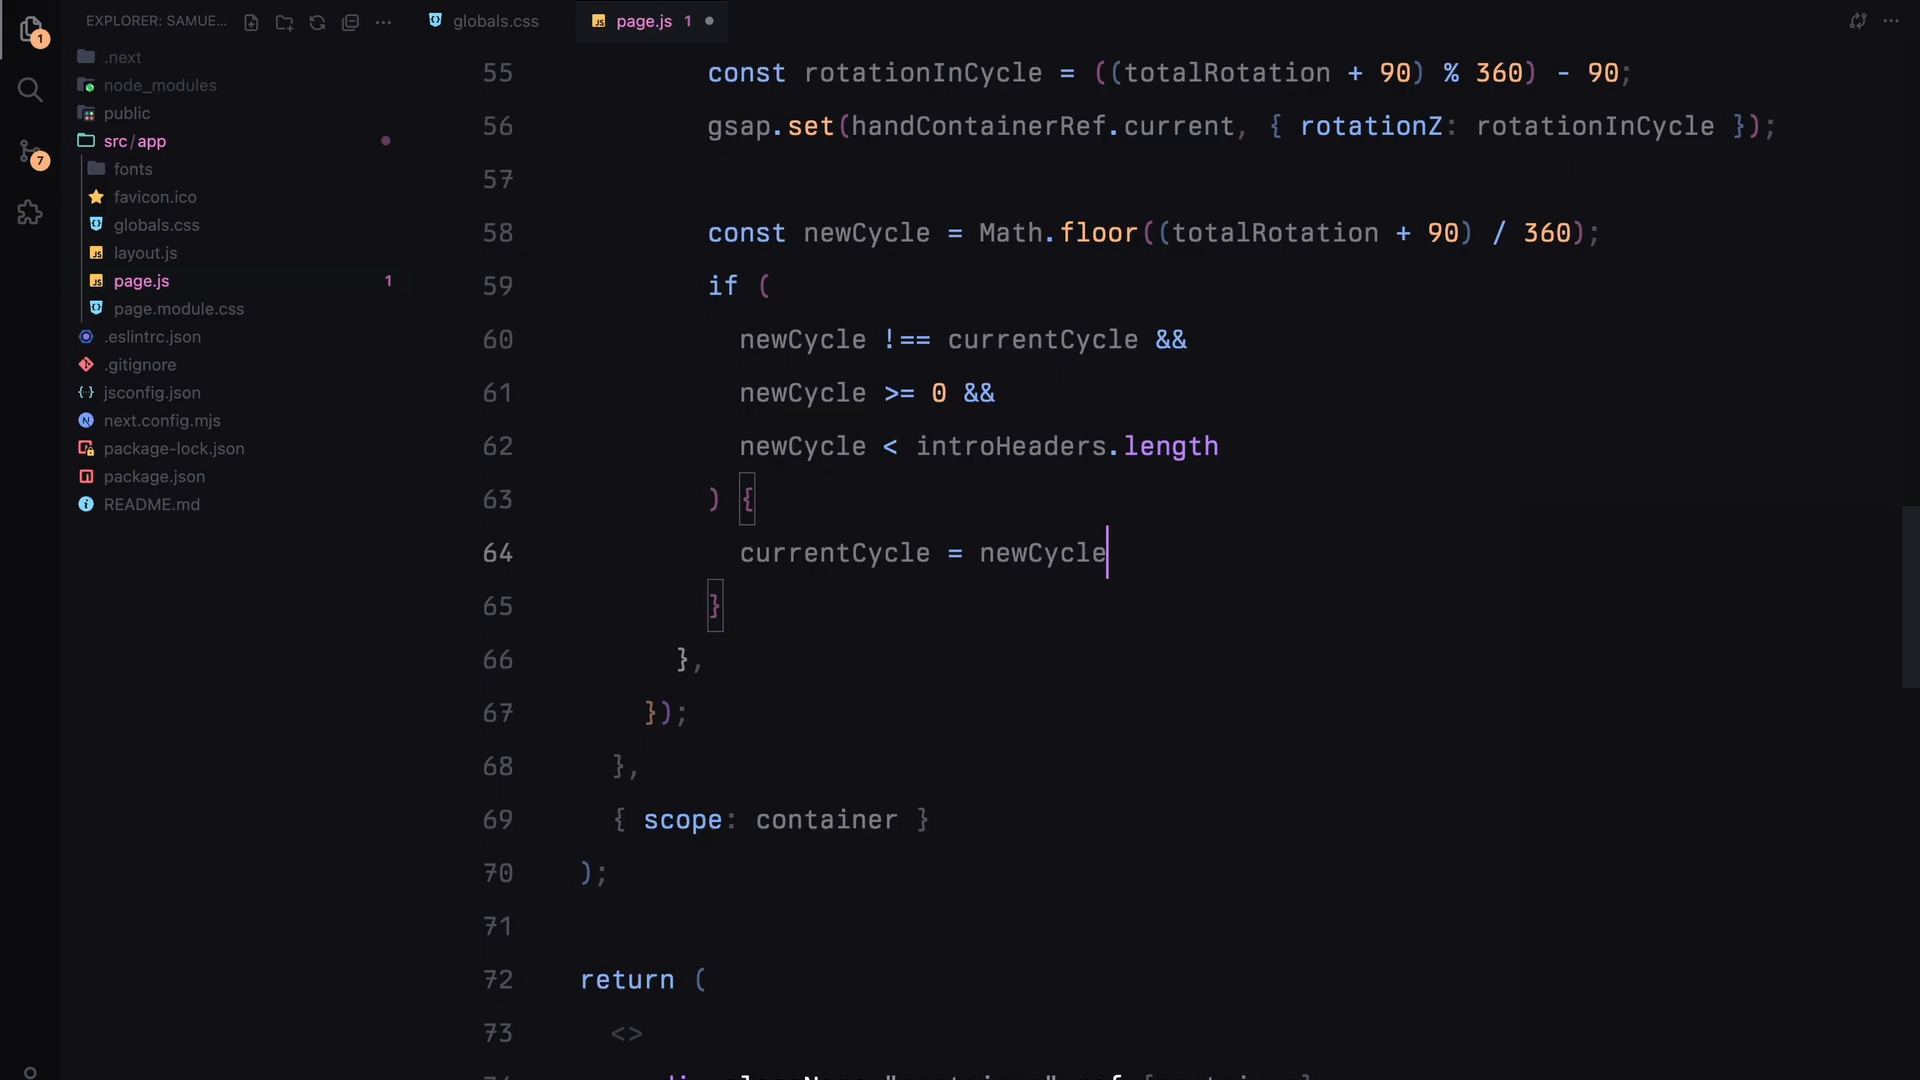 EXPLORER: SAMUE...
globals.css
page.js 1
1
7
.next
node_modules
public
src/app
fonts
favicon.ico
globals.css
layout.js
page.js 1
page.module.css
.eslintrc.json
.gitignore
jsconfig.json
next.config.mjs
package-lock.json
package.json
README.md
55 const rotationInCycle = ((totalRotation + 90) % 360) - 90;
56 gsap.set(handContainerRef.current, { rotationZ: rotationInCycle });
57
58 const newCycle = Math.floor((totalRotation + 90) / 360);
59 if (
60 newCycle !== currentCycle &&
61 newCycle >= 0 &&
62 newCycle < introHeaders.length
63 ) {
64 currentCycle = newCycle
65 }
66 },
67 });
68 },
69 { scope: container }
70 );
71
72 return (
73 <>